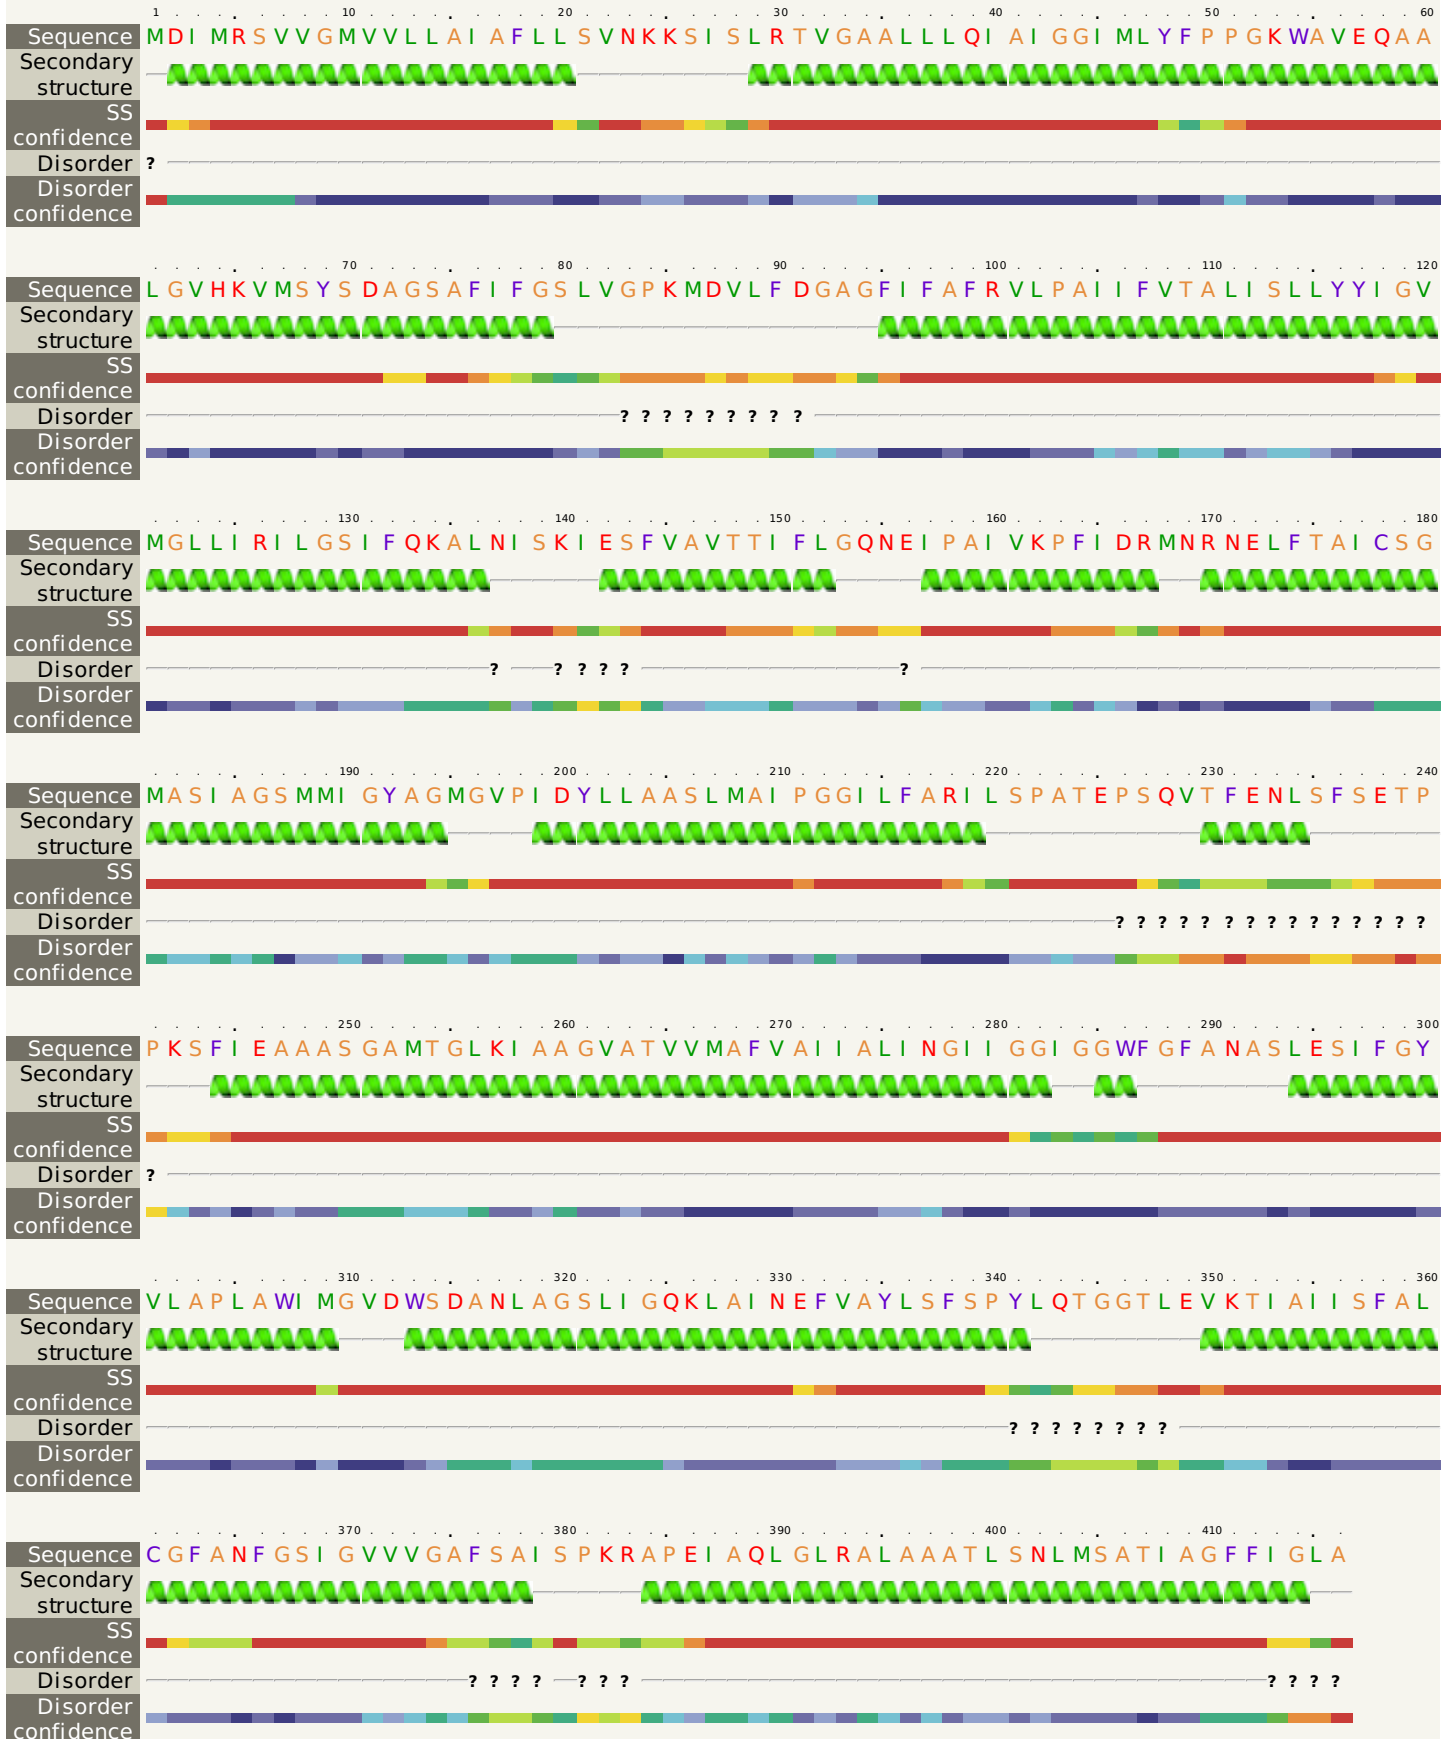 1 10 20 30 40 50 60
Sequence MDIMRSVVGMVVLLAIAFLLSVNKKSISLRTVGAALLLQIAIGGIMLYFPPGKWAVEQAA
Secondary
structure
SS
confidence
Disorder ?
Disorder
confidence
70 80 90 100 110 120
Sequence LGVHKVMSYSDAGSAFIFGSLVGPKMDVLFDGAGFIFAFRVLPAIIFVTALISLLYYIGV
Secondary
structure
SS
confidence
Disorder ? ? ? ? ? ? ? ? ?
Disorder
confidence
130 140 150 160 170 180
Sequence MGLLIRILGSIFQKALNISKIESFVAVTTIFLGQNEIPAIVKPFIDRMNRNELFTAICSG
Secondary
structure
SS
confidence
Disorder ? ? ? ? ? ?
Disorder
confidence
190 200 210 220 230 240
Sequence MASIAGSMMIGYAGMGVPIDYLLAASLMAIPGGILFARILSPATEPSQVTFENLSFSETP
Secondary
structure
SS
confidence
Disorder ? ? ? ? ? ? ? ? ? ? ? ? ? ? ?
Disorder
confidence
250 260 270 280 290 300
Sequence PKSFIEAAASGAMTGLKIAAGVATVVMAFVAIIALINGIIGGIGGWFGFANASLESIFGY
Secondary
structure
SS
confidence
Disorder ?
Disorder
confidence
310 320 330 340 350 360
Sequence VLAPLAWIMGVDWSDANLAGSLIGQKLAINEFVAYLSFSPYLQTGGTLEVKTIAIISFAL
Secondary
structure
SS
confidence
Disorder ? ? ? ? ? ? ? ?
Disorder
confidence
370 380 390 400 410
Sequence CGFANFGSIGVVVGAFSAISPKRAPEIAQLGLRALAAATLSNLMSATIAGFFIGLA
Secondary
structure
SS
confidence
Disorder ? ? ? ? ? ? ? ? ? ? ?
Disorder
confidence